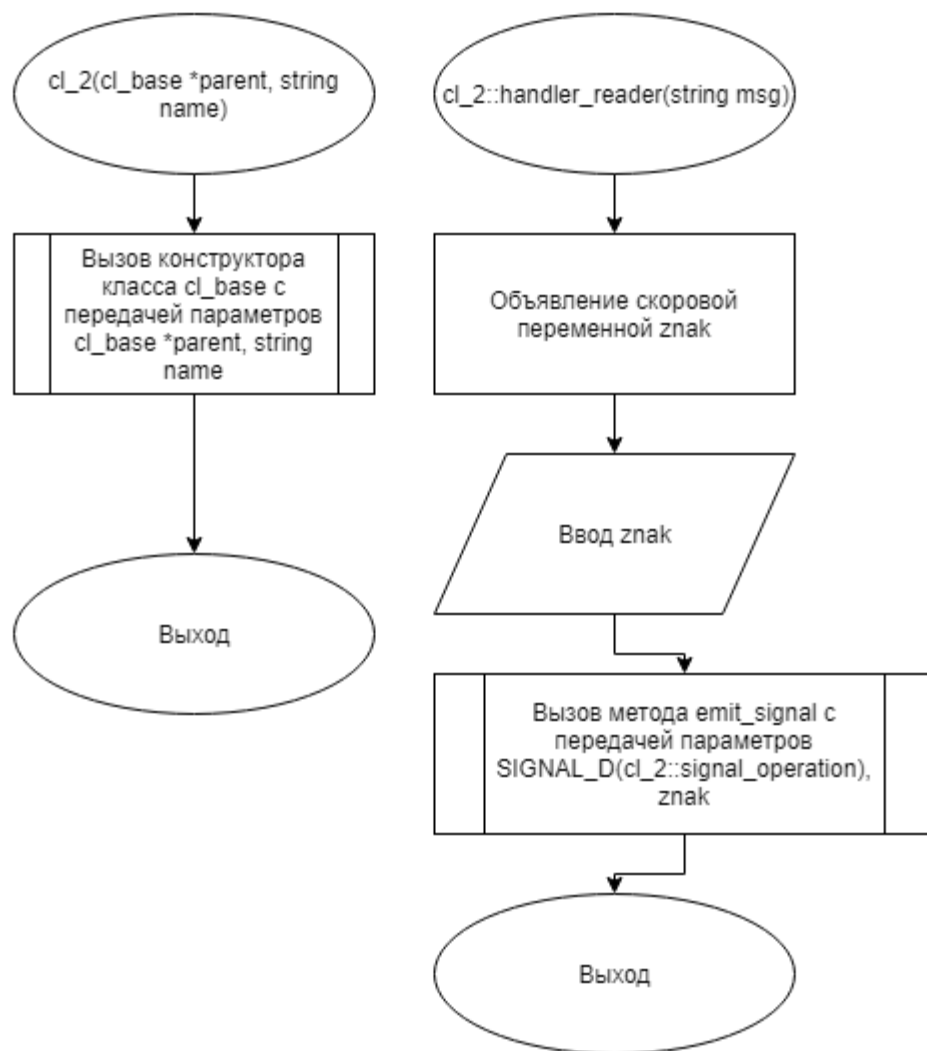 cl_2(cl_base *parent, string
name)
Вызов конструктора
класса cl_base с
передачей параметров
cl_base *parent, string
name
Выход
cl_2::handler_reader(string msg)
Объявление скоровой
переменной znak
Ввод znak
Вызов метода emit_signal с
передачей параметров
SIGNAL_D(cl_2::signal_operation),
znak
Выход